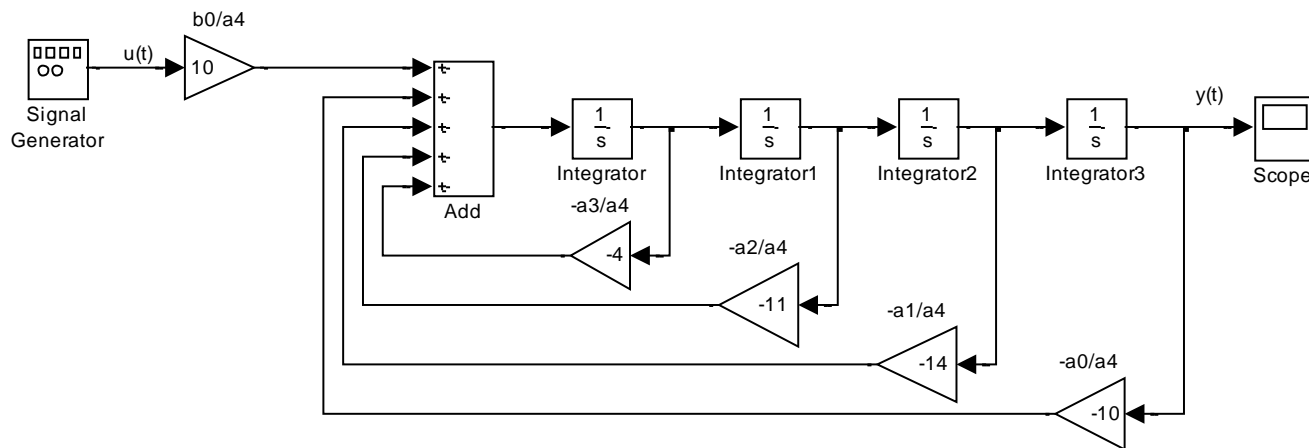 b0/a4
u(t)
10
Signal
Generator
+
+
+
+
+
Add
1
s
Integrator
1
s
Integrator1
1
s
Integrator2
1
s
Integrator3
y(t)
Scope
-a3/a4
-4
-a2/a4
-11
-a1/a4
-14
-a0/a4
-10